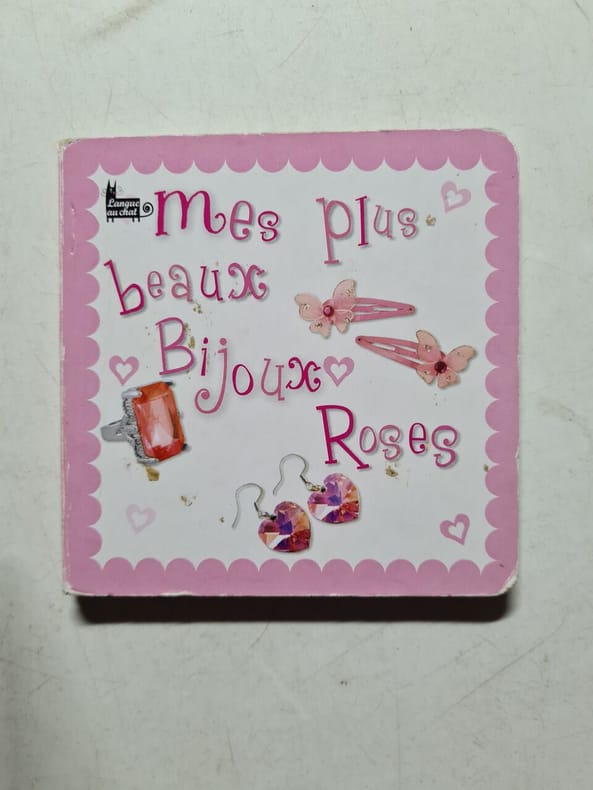 Langue
au chat
mes plus
beaux
Bijoux
Roses